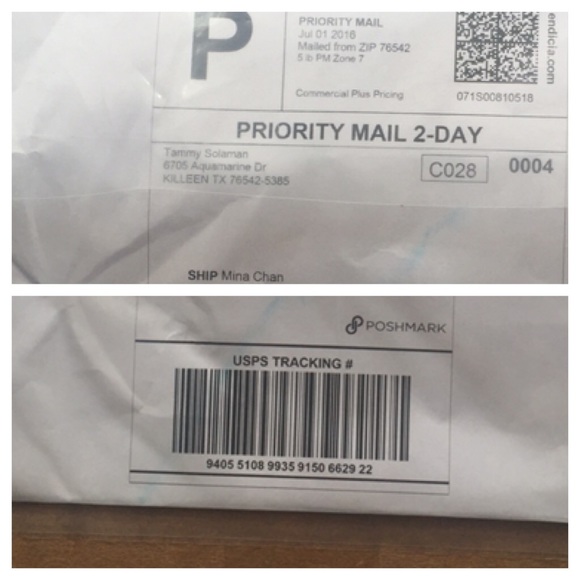 P
PRIORITY MAIL
Jul 01 2016
Mailed from ZIP 76542
5 lb PM Zone 7
Commercial Plus Pricing
endicia.com
071S00810518
PRIORITY MAIL 2-DAY
Tammy Solaman
6705 Aquamarine Dr
KILLEEN TX 76542-5385
C028 0004
SHIP Mina Chan
POSHMARK
USPS TRACKING #
9405 5108 9935 9150 6629 22